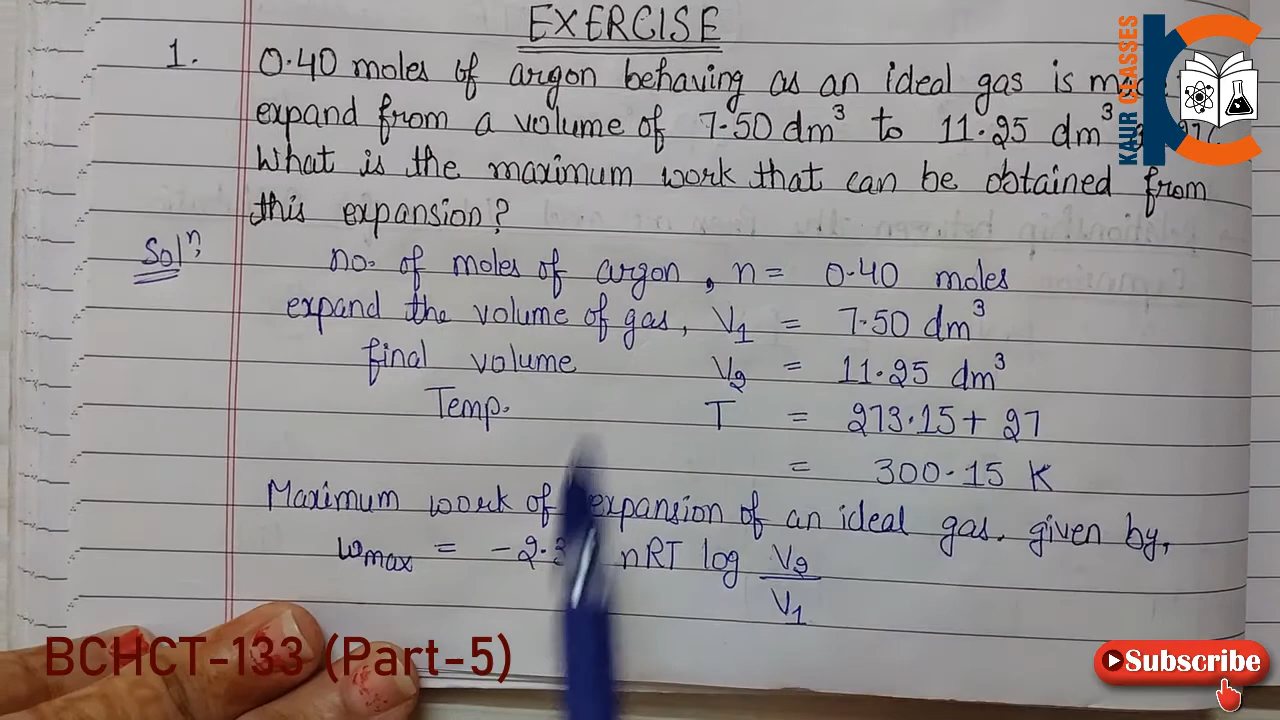 EXERCISE
1. 0.40 moles of argon behaving as an ideal gas is
expand from a volume of 7.50 dm³ to 11.25 dm³
What is the maximum work that can be obtained from
this expansion?
Solⁿ: no. of moles of argon, n = 0.40 moles
expand the volume of gas, V₁ = 7.50 dm³
final volume V₂ = 11.25 dm³
Temp. T = 273.15 + 27
= 300.15 K
Maximum work of expansion of an ideal gas, given by,
wmax = -2. nRT log V₂
V₁
KAUR CLASSES
BCHCT-133 (Part-5)
Subscribe